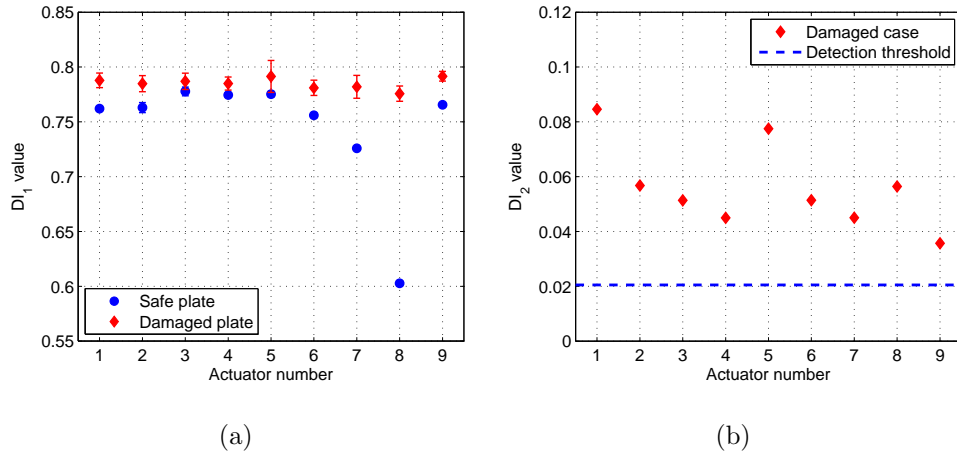 0.85
0.8
0.75
0.7
0.65
0.6
0.55
DI1 value
Safe plate
Damaged plate
1 2 3 4 5 6 7 8 9
Actuator number
(a)
0.12
0.1
0.08
0.06
0.04
0.02
0
DI2 value
Damaged case
Detection threshold
1 2 3 4 5 6 7 8 9
Actuator number
(b)